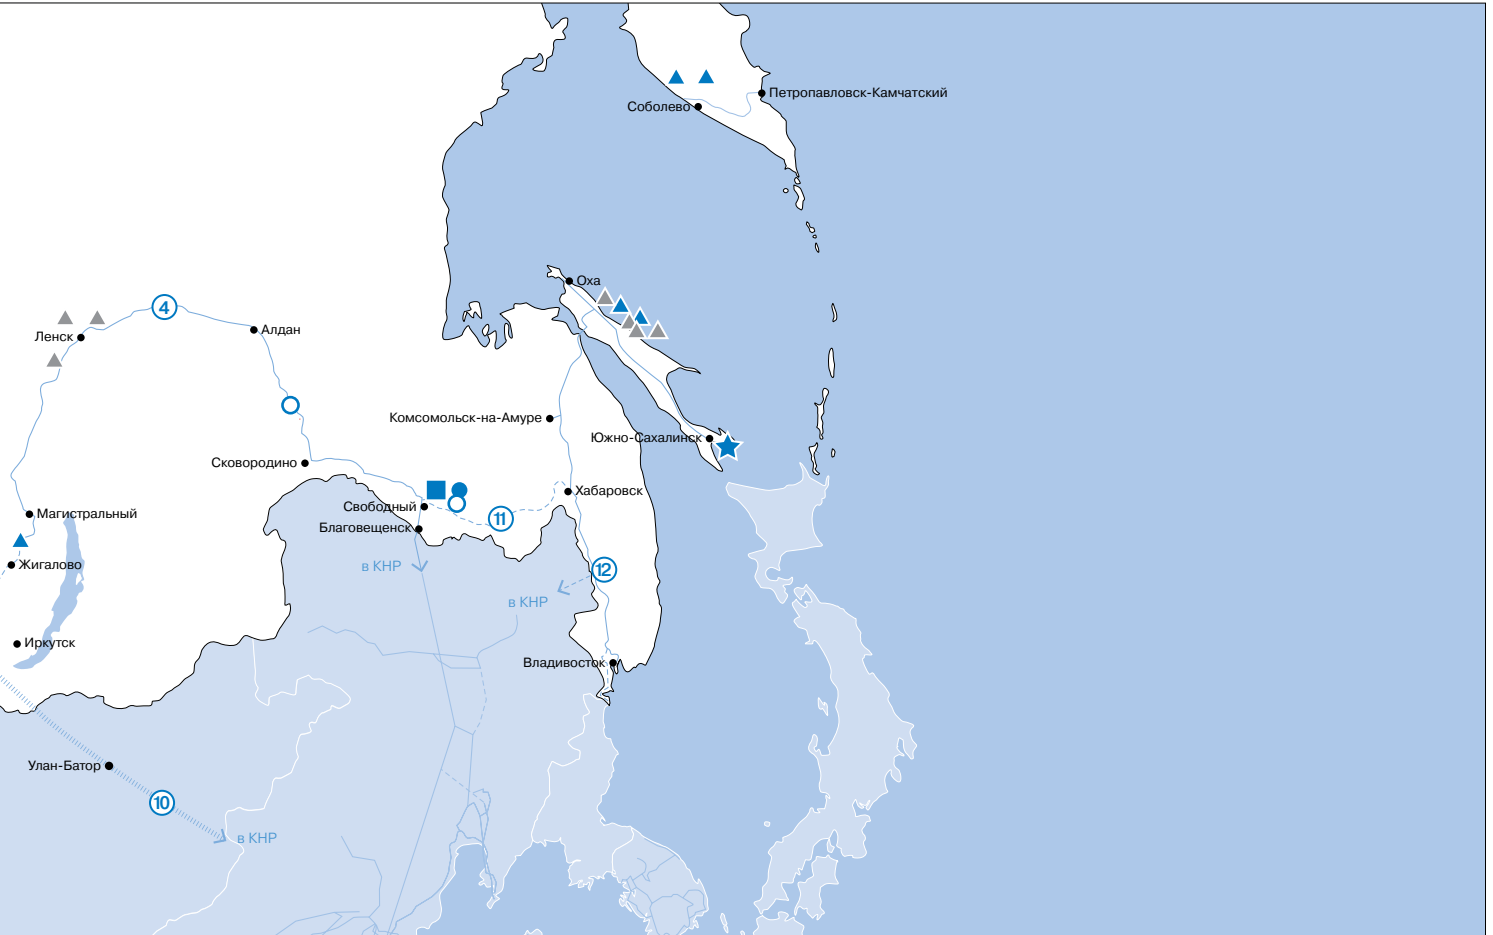 Петропавловск-Камчатский
Соболево
Оха
4
Алдан
Ленск
Комсомольск-на-Амуре
Южно-Сахалинск
Сковородино
Хабаровск
Свободный
Магистральный
11
Благовещенск
Жигалово
в КНР
12
в КНР
Иркутск
Владивосток
Улан-Батор
10
в КНР